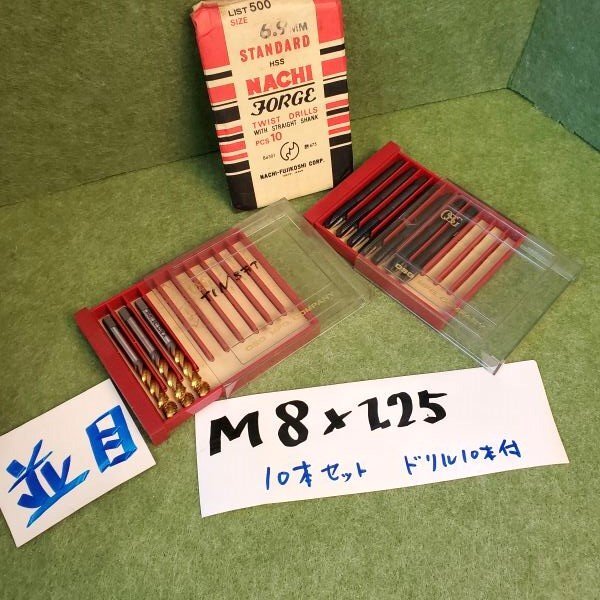 LIST 500
SIZE 6.9 MM
STANDARD
HSS
NACHI
FORGE
TWIST DRILLS
WITH STRAIGHT SHANK
PCS 10
NACHI-FUJIKOSHI CORP.
OSG
COMPANY
並目
M8×1.25
10本セット ドリル10本付